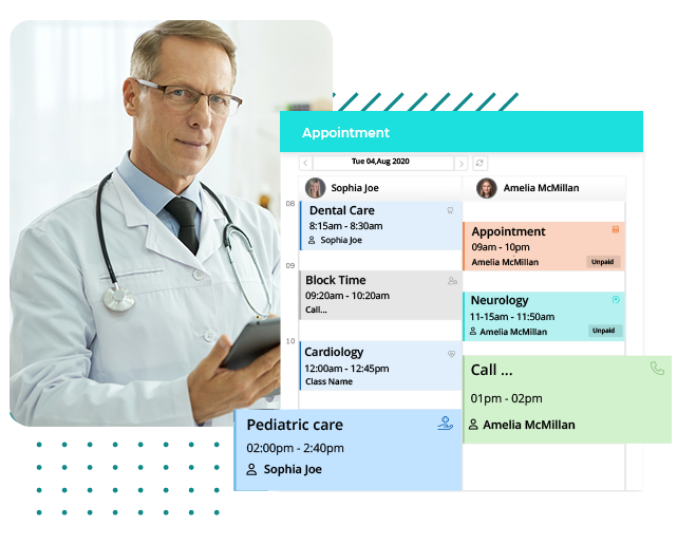 Appointment
Tue 04,Aug 2020
Sophia Joe
Amelia McMillan
08
Dental Care
8:15am - 8:30am
Sophia Joe
Appointment
09am - 10pm
Amelia McMillan
Unpaid
09
Block Time
09:20am - 10:20am
Call...
Neurology
11-15am - 11:50am
Amelia McMillan
Unpaid
10
Cardiology
12:00am - 12:45pm
Class Name
Call ...
01pm - 02pm
Amelia McMillan
Pediatric care
02:00pm - 2:40pm
Sophia Joe